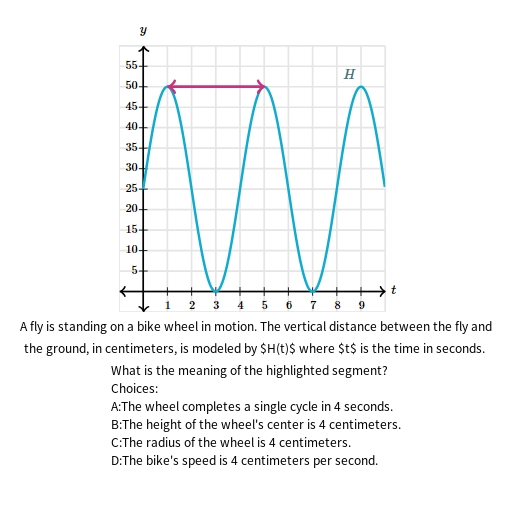 y
H
55
50
45
40
35
30
25
20
15
10
5
t
1 2 3 4 5 6 7 8 9
A fly is standing on a bike wheel in motion. The vertical distance between the fly and
the ground, in centimeters, is modeled by $H(t)$ where $t$ is the time in seconds.
What is the meaning of the highlighted segment?
Choices:
A:The wheel completes a single cycle in 4 seconds.
B:The height of the wheel's center is 4 centimeters.
C:The radius of the wheel is 4 centimeters.
D:The bike's speed is 4 centimeters per second.